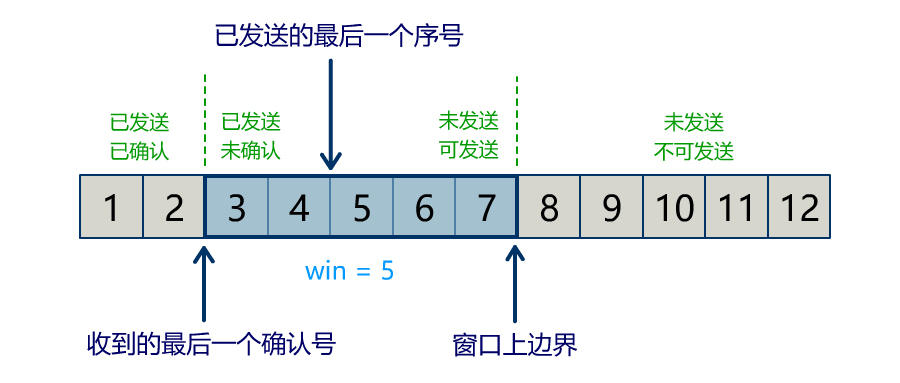 已发送的最后一个序号
已发送
已确认
已发送
未确认
未发送
可发送
未发送
不可发送
1 2 3 4 5 6 7 8 9 10 11 12
win = 5
收到的最后一个确认号
窗口上边界